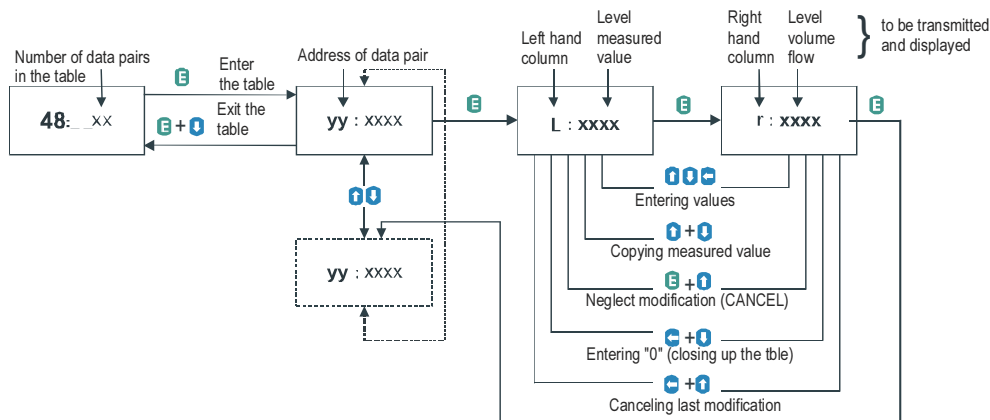 Number of data pairs
in the table
Enter
the table
Address of data pair
Left hand
column
Level
measured
value
Right
hand
column
Level
volume
flow
} to be transmitted
and displayed
48:_ _xx
E
E + ⬇
Exit the
table
yy : xxxx
E
L : xxxx
E
r : xxxx
E
⬆ ⬇ ⬅
Entering values
⬆ ⬇
yy : xxxx
⬆ + ⬇
Copying measured value
E + ⬆
Neglect modification (CANCEL)
⬅ + ⬇
Entering "0" (closing up the tble)
⬅ + ⬆
Canceling last modification